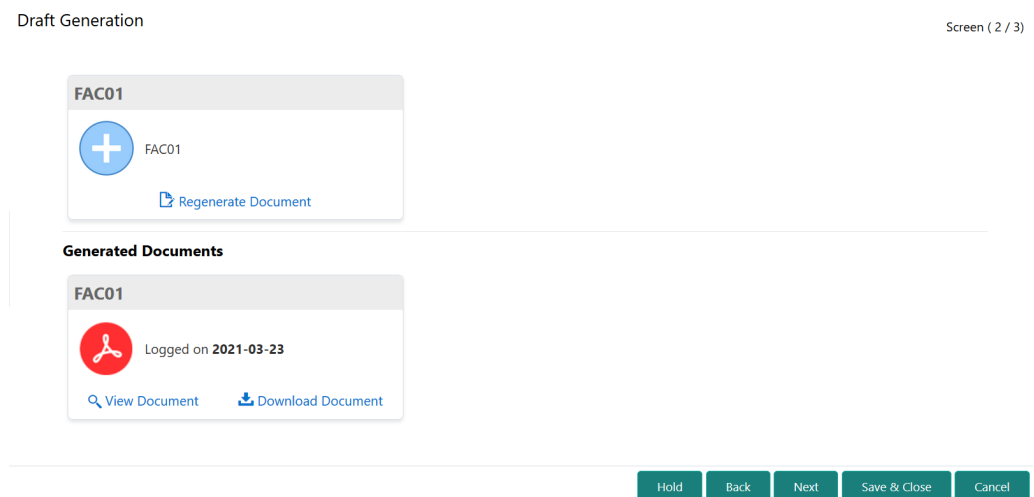 Draft Generation
Screen ( 2 / 3)
FAC01
FAC01
Regenerate Document
Generated Documents
FAC01
Logged on 2021-03-23
View Document Download Document
Hold Back Next Save & Close Cancel